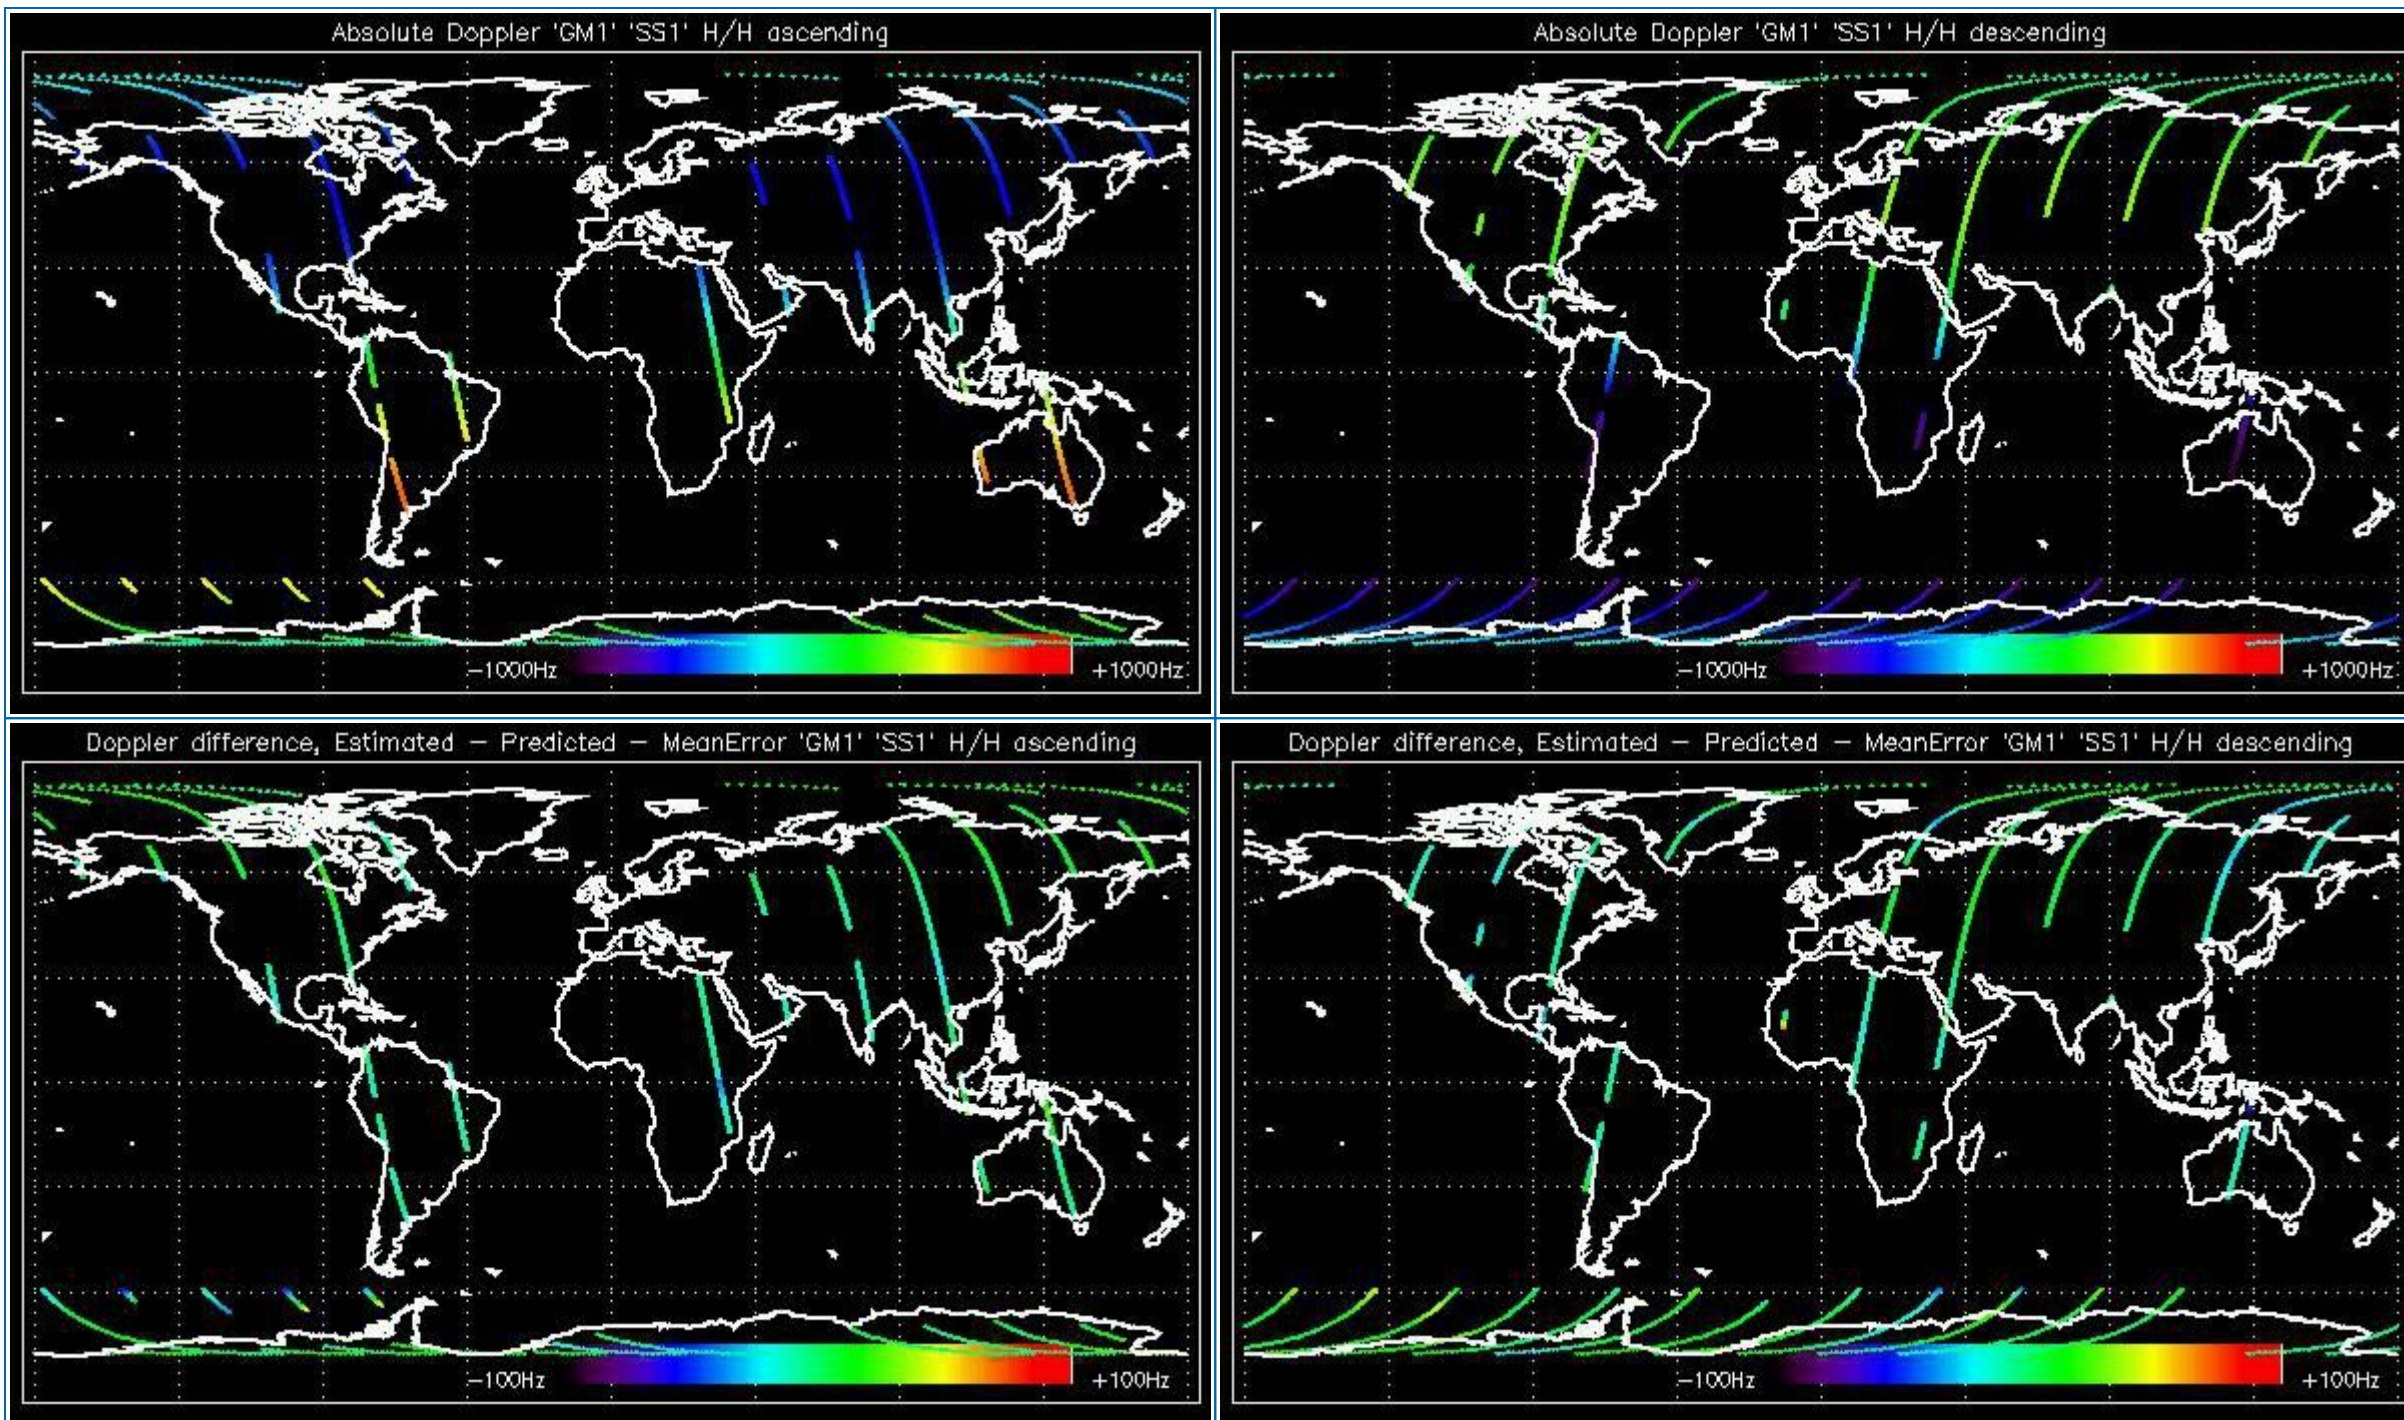 Absolute Doppler 'GM1' 'SS1' H/H ascending
-1000Hz
+1000Hz
Absolute Doppler 'GM1' 'SS1' H/H descending
-1000Hz
+1000Hz
Doppler difference, Estimated - Predicted - MeanError 'GM1' 'SS1' H/H ascending
-100Hz
+100Hz
Doppler difference, Estimated - Predicted - MeanError 'GM1' 'SS1' H/H descending
-100Hz
+100Hz